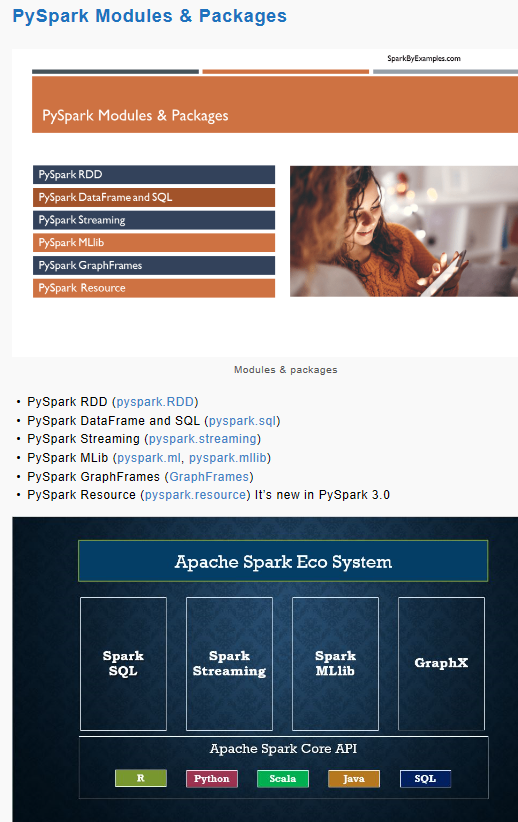 PySpark Modules & Packages
SparkByExamples.com
PySpark Modules & Packages
PySpark RDD
PySpark DataFrame and SQL
PySpark Streaming
PySpark MLlib
PySpark GraphFrames
PySpark Resource
Modules & packages
• PySpark RDD (pyspark.RDD)
• PySpark DataFrame and SQL (pyspark.sql)
• PySpark Streaming (pyspark.streaming)
• PySpark MLib (pyspark.ml, pyspark.mllib)
• PySpark GraphFrames (GraphFrames)
• PySpark Resource (pyspark.resource) It's new in PySpark 3.0
Apache Spark Eco System
Spark
SQL
Spark
Streaming
Spark
MLlib
GraphX
Apache Spark Core API
R
Python
Scala
Java
SQL